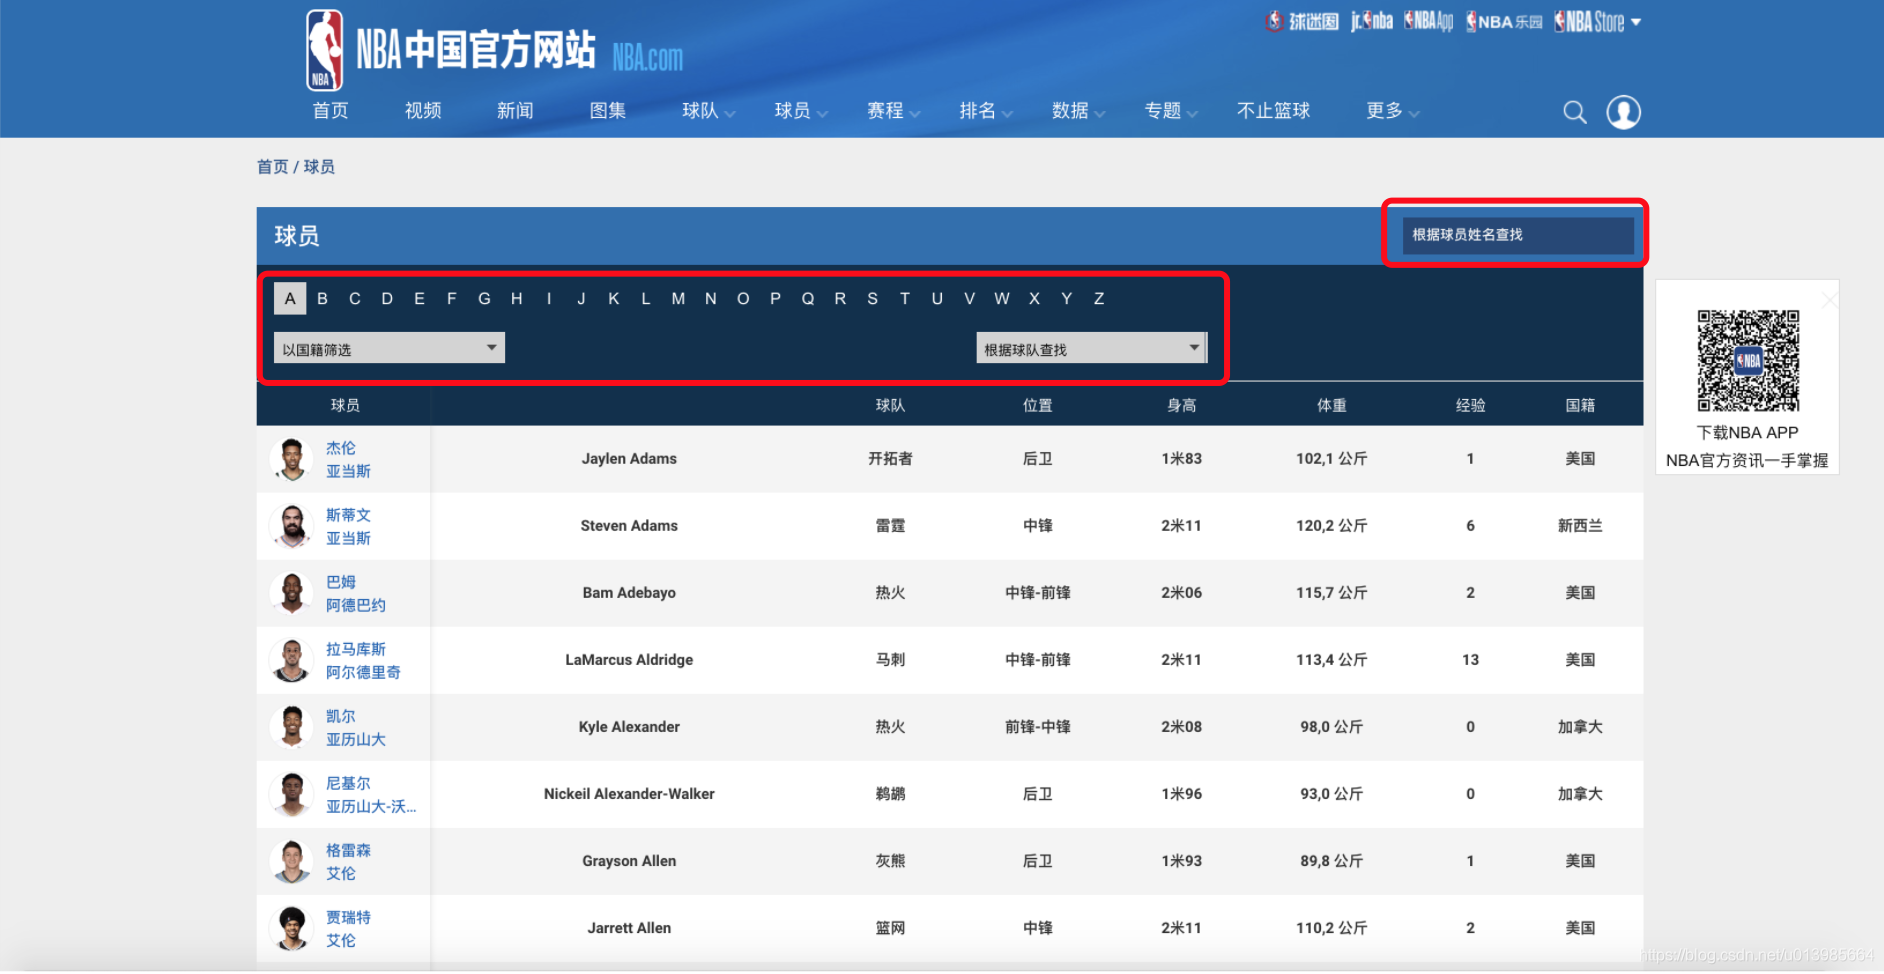 球迷圈 jr.nba NBA App NBA 乐园 NBA Store
NBA
NBA中国官方网站 NBA.com
首页 视频 新闻 图集 球队 球员 赛程 排名 数据 专题 不止篮球 更多
首页 / 球员
球员
根据球员姓名查找
A B C D E F G H I J K L M N O P Q R S T U V W X Y Z
以国籍筛选 根据球队查找
NBA
下载NBA APP
NBA官方资讯一手掌握
球员 球队 位置 身高 体重 经验 国籍
杰伦
亚当斯
Jaylen Adams 开拓者 后卫 1米83 102,1 公斤 1 美国
斯蒂文
亚当斯
Steven Adams 雷霆 中锋 2米11 120,2 公斤 6 新西兰
巴姆
阿德巴约
Bam Adebayo 热火 中锋-前锋 2米06 115,7 公斤 2 美国
拉马库斯
阿尔德里奇
LaMarcus Aldridge 马刺 中锋-前锋 2米11 113,4 公斤 13 美国
凯尔
亚历山大
Kyle Alexander 热火 前锋-中锋 2米08 98,0 公斤 0 加拿大
尼基尔
亚历山大-沃...
Nickeil Alexander-Walker 鹈鹕 后卫 1米96 93,0 公斤 0 加拿大
格雷森
艾伦
Grayson Allen 灰熊 后卫 1米93 89,8 公斤 1 美国
贾瑞特
艾伦
Jarrett Allen 篮网 中锋 2米11 110,2 公斤 2 美国
https://blog.csdn.net/u013985664